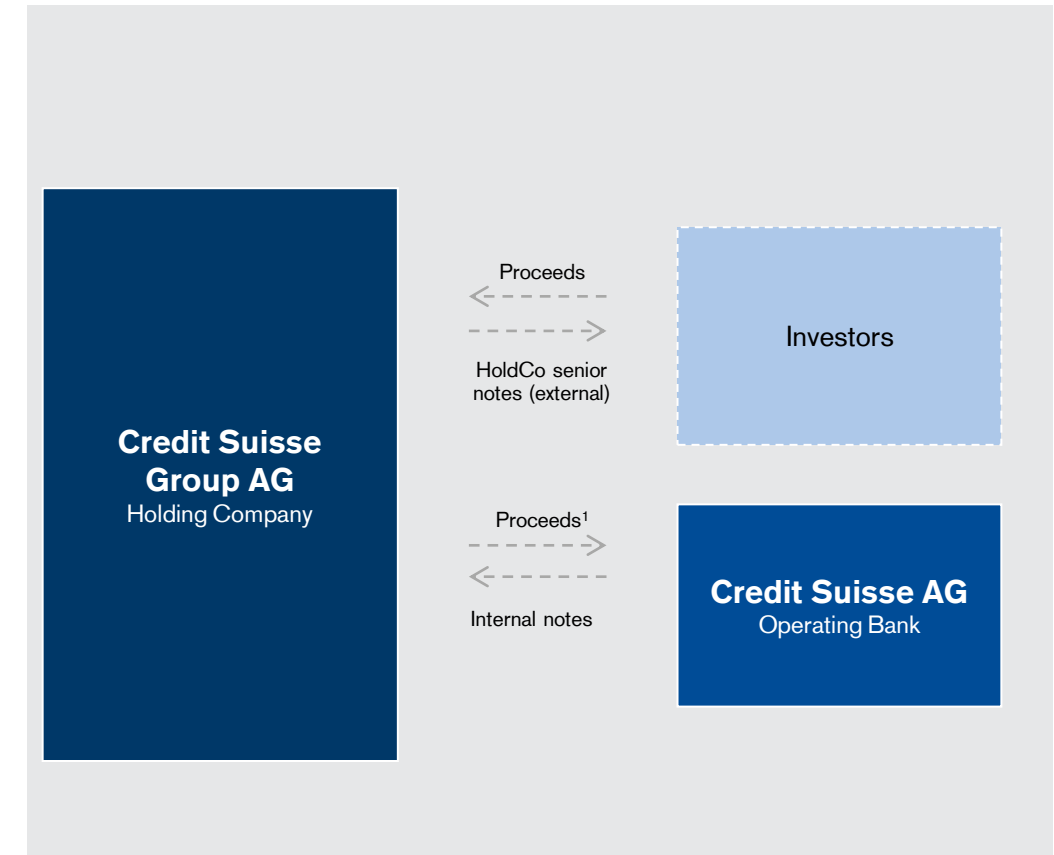 Credit Suisse
Group AG
Holding Company
Proceeds
HoldCo senior
notes (external)
Investors
Proceeds¹
Internal notes
Credit Suisse AG
Operating Bank